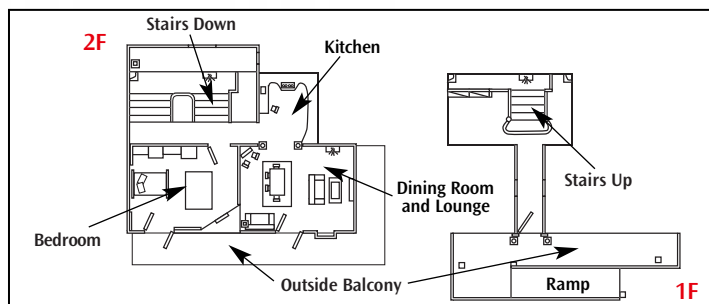 Stairs Down
2F
Kitchen
Dining Room
and Lounge
Stairs Up
Bedroom
Outside Balcony
Ramp
1F